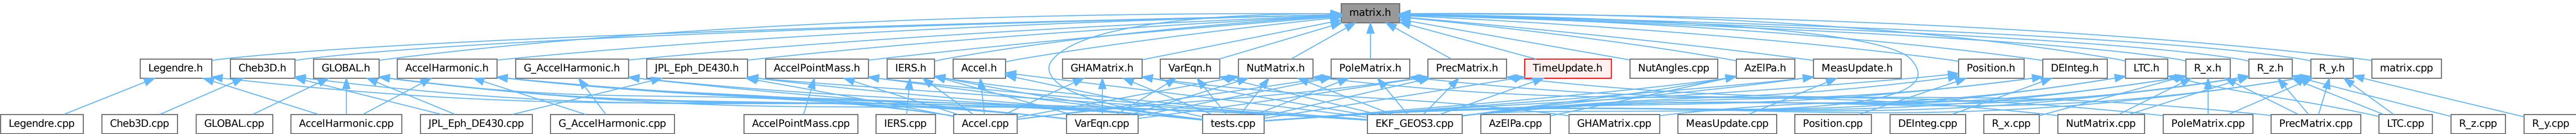 matrix.h
Legendre.h
Cheb3D.h
GLOBAL.h
AccelHarmonic.h
G_AccelHarmonic.h
JPL_Eph_DE430.h
AccelPointMass.h
IERS.h
Accel.h
GHAMatrix.h
VarEqn.h
NutMatrix.h
PoleMatrix.h
PrecMatrix.h
TimeUpdate.h
NutAngles.cpp
AzElPa.h
MeasUpdate.h
Position.h
DEInteg.h
LTC.h
R_x.h
R_z.h
R_y.h
matrix.cpp
Legendre.cpp
Cheb3D.cpp
GLOBAL.cpp
AccelHarmonic.cpp
JPL_Eph_DE430.cpp
G_AccelHarmonic.cpp
AccelPointMass.cpp
IERS.cpp
Accel.cpp
VarEqn.cpp
tests.cpp
EKF_GEOS3.cpp
AzElPa.cpp
GHAMatrix.cpp
MeasUpdate.cpp
Position.cpp
DEInteg.cpp
R_x.cpp
NutMatrix.cpp
PoleMatrix.cpp
PrecMatrix.cpp
LTC.cpp
R_z.cpp
R_y.cpp